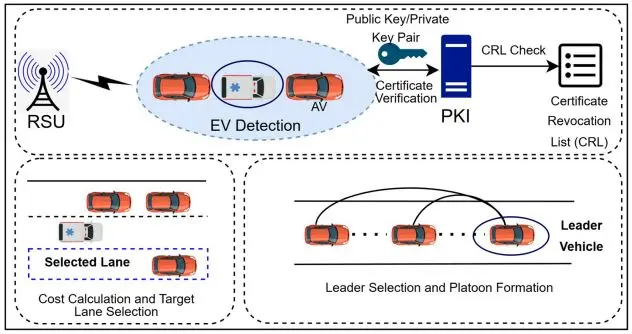 Public Key/Private
Key Pair
CRL Check
RSU
AV
EV Detection
Certificate
Verification
PKI
Certificate
Revocation
List (CRL)
Selected Lane
Cost Calculation and Target
Lane Selection
Leader
Vehicle
Leader Selection and Platoon Formation